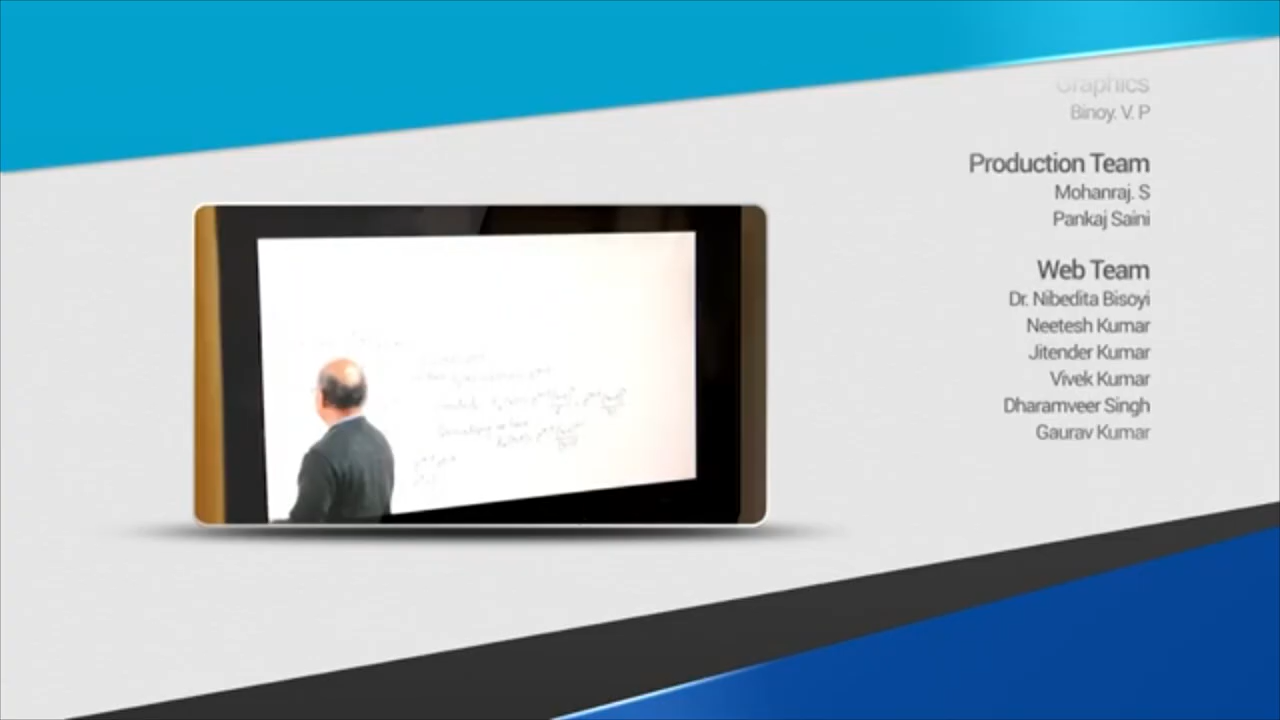 Graphics
Binoy. V. P
Production Team
Mohanraj. S
Pankaj Saini
Web Team
Dr. Nibedita Bisoyi
Neetesh Kumar
Jitender Kumar
Vivek Kumar
Dharamveer Singh
Gaurav Kumar